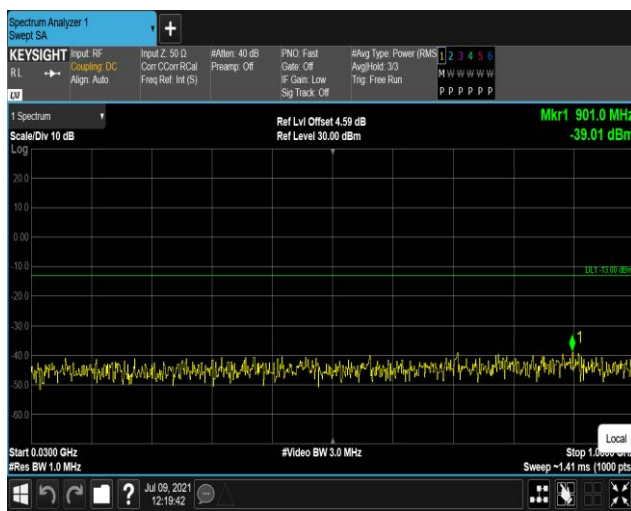 Spectrum Analyzer 1
Swept SA
+
KEYSIGHT
RL
LXI
Input: RF
Coupling: DC
Align: Auto
Input Z: 50 Ω
Corr CCorr RCal
Freq Ref: Int (S)
#Atten: 40 dB
Preamp: Off
PNO: Fast
Gate: Off
IF Gain: Low
Sig Track: Off
#Avg Type: Power (RMS
Avg|Hold: 3/3
Trig: Free Run
1 2 3 4 5 6
M W W W W W
P P P P P P
1 Spectrum
Scale/Div 10 dB
Ref Lvl Offset 4.59 dB
Ref Level 30.00 dBm
Mkr1 901.0 MHz
-39.01 dBm
Log
20.0
10.0
0.00
-10.0
DL1 -13.00 dBm
-20.0
-30.0
1
-40.0
-50.0
-60.0
Local
Start 0.0300 GHz
#Res BW 1.0 MHz
#Video BW 3.0 MHz
Stop 1.0000 GHz
Sweep ~1.41 ms (1000 pts
?
Jul 09, 2021
12:19:42